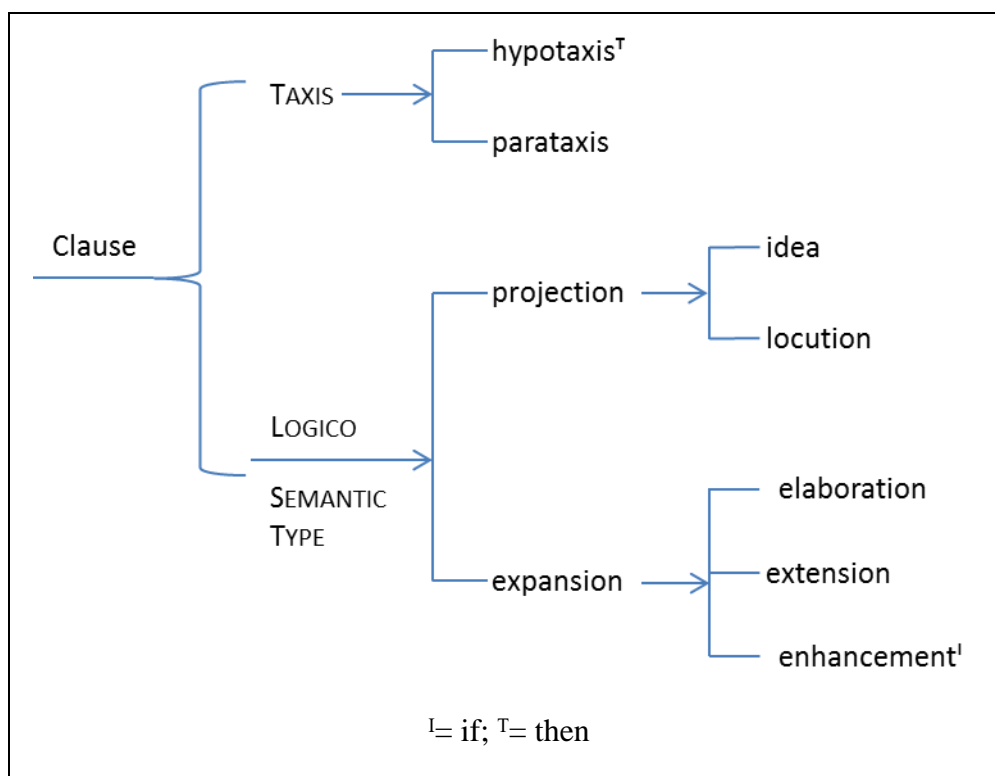 hypotaxisᵀ
TAXIS
parataxis
Clause
idea
projection
locution
LOGICO
SEMANTIC
TYPE
elaboration
extension
expansion
enhancementᴵ
ᴵ= if; ᵀ= then